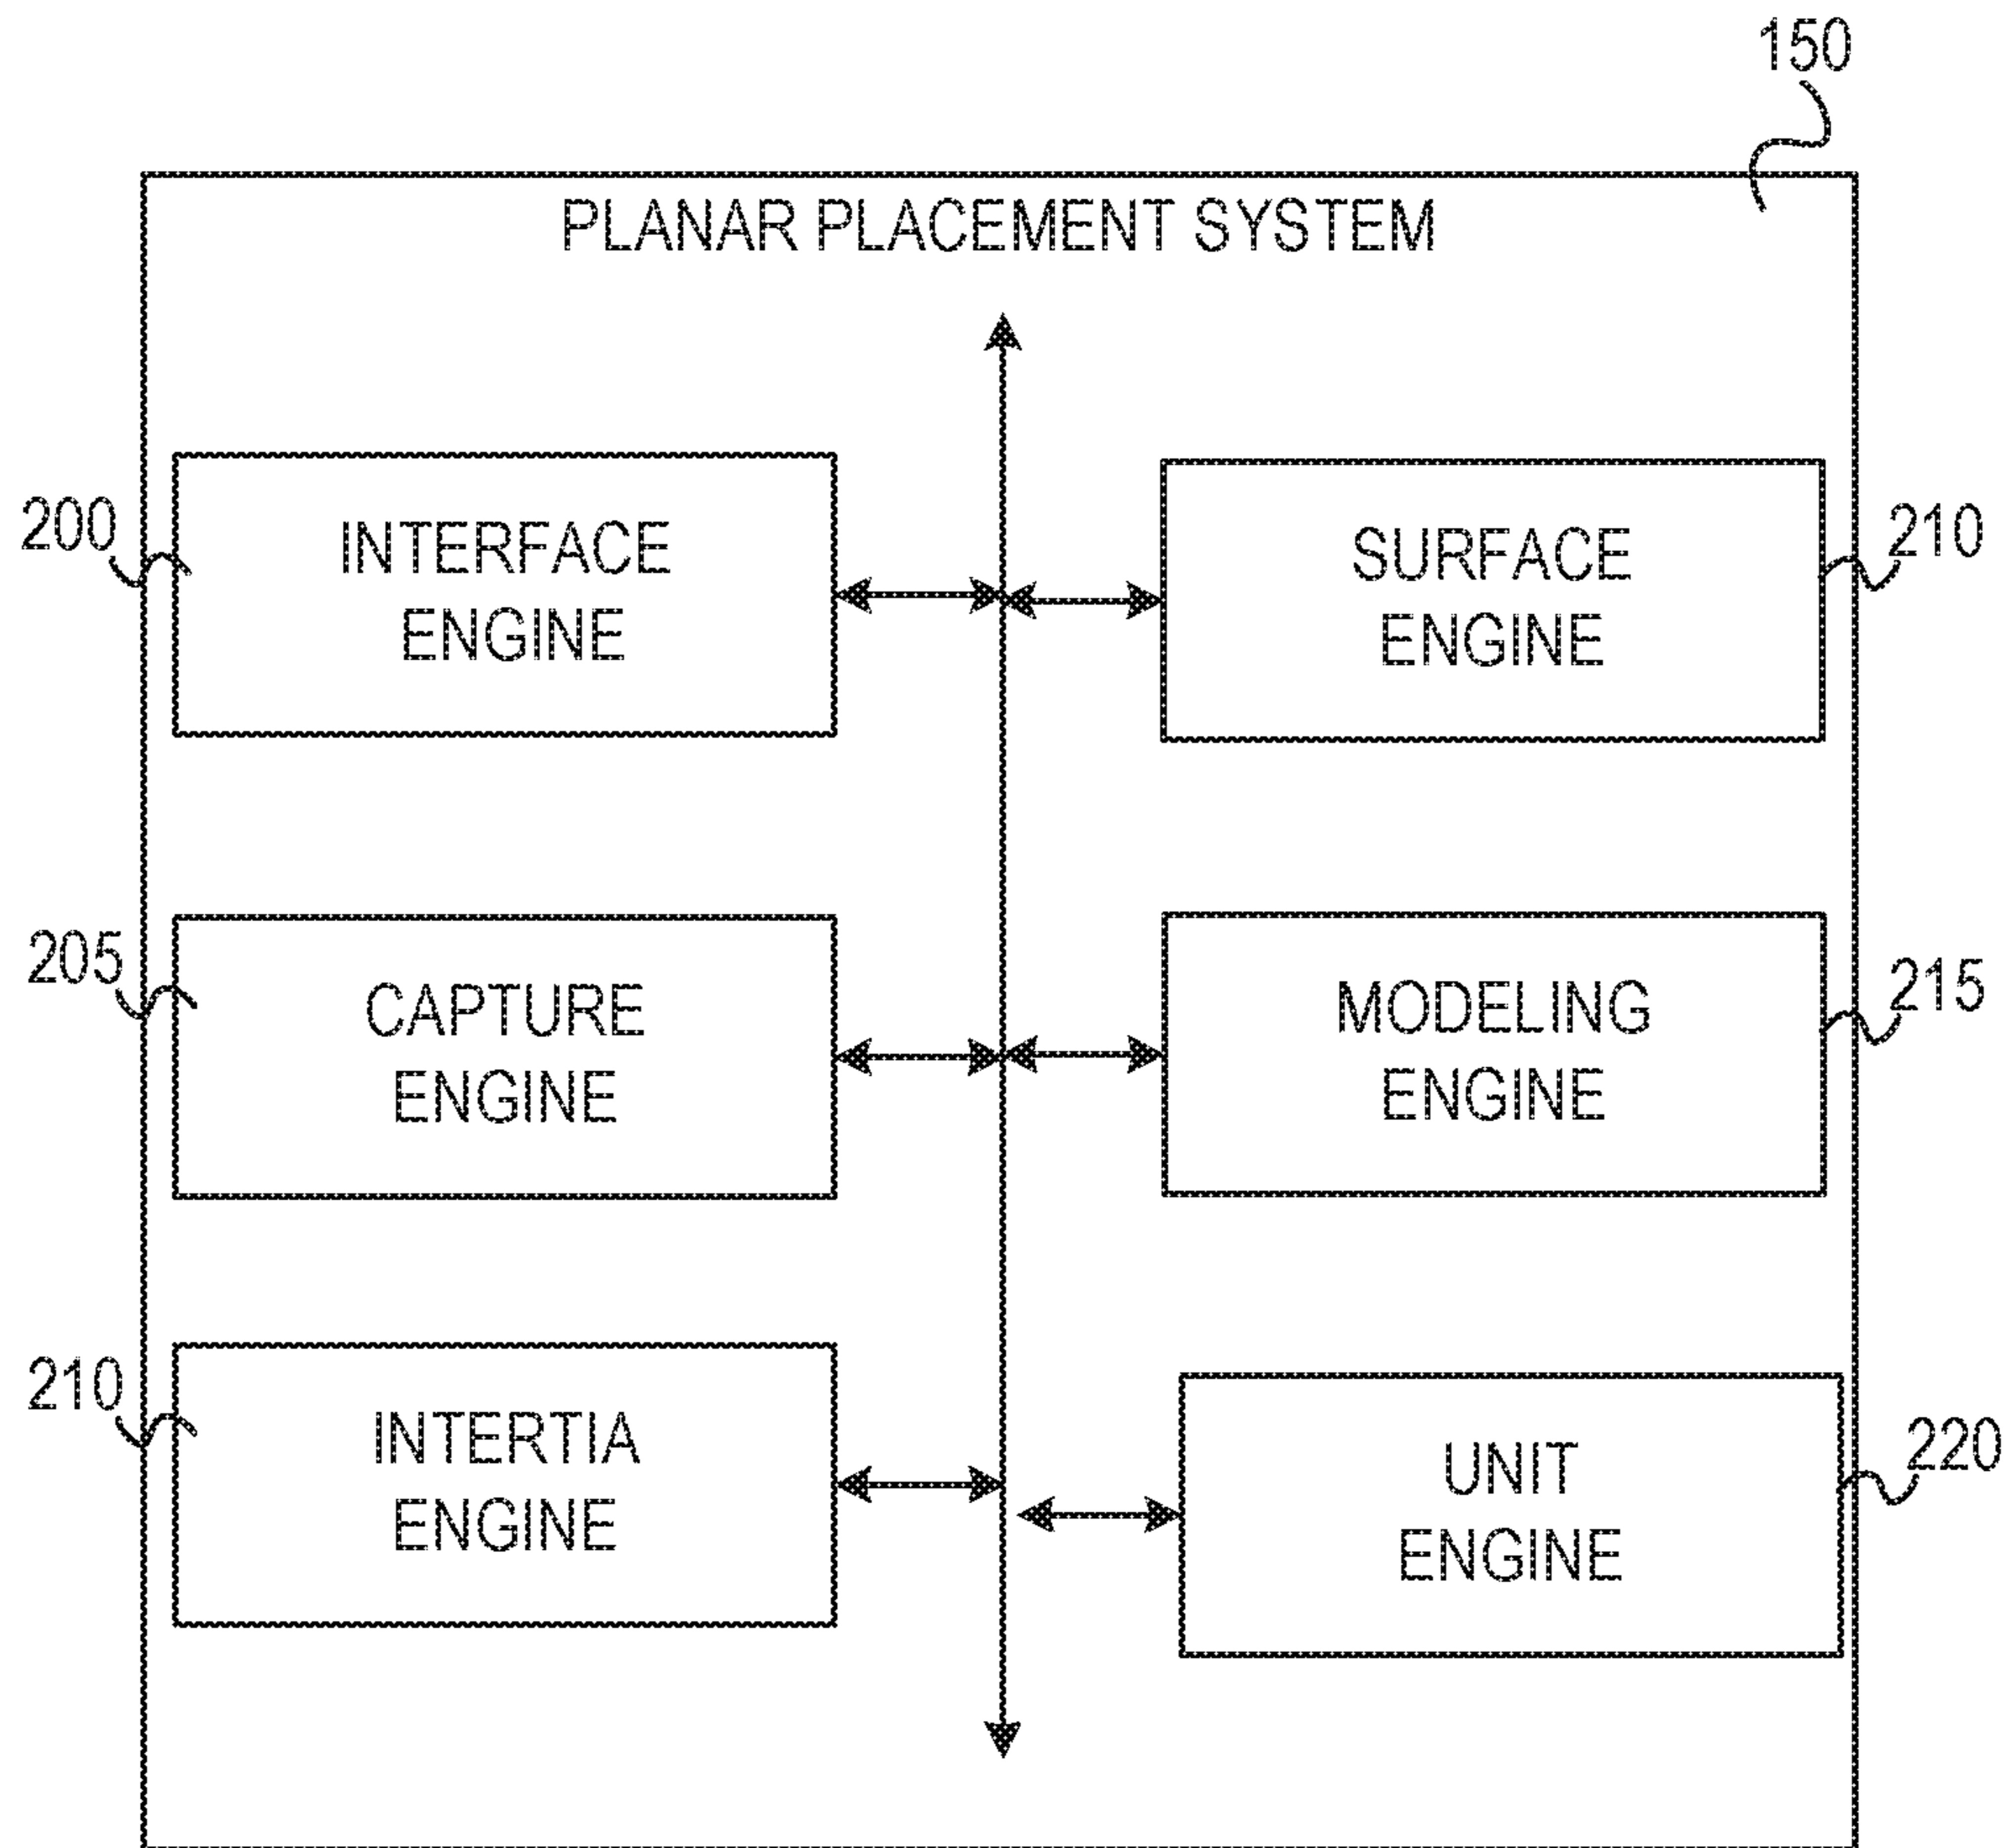 150
PLANAR PLACEMENT SYSTEM
200
INTERFACE
ENGINE
SURFACE
ENGINE
210
205
CAPTURE
ENGINE
MODELING
ENGINE
215
210
INTERTIA
ENGINE
UNIT
ENGINE
220